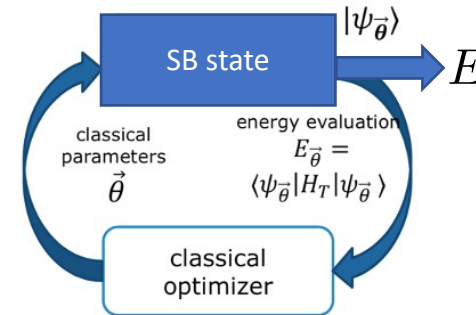 |ψ_θ⃗⟩
SB state
E
classical
parameters
θ⃗
energy evaluation
E_θ⃗ =
⟨ψ_θ⃗|H_T|ψ_θ⃗ ⟩
classical
optimizer